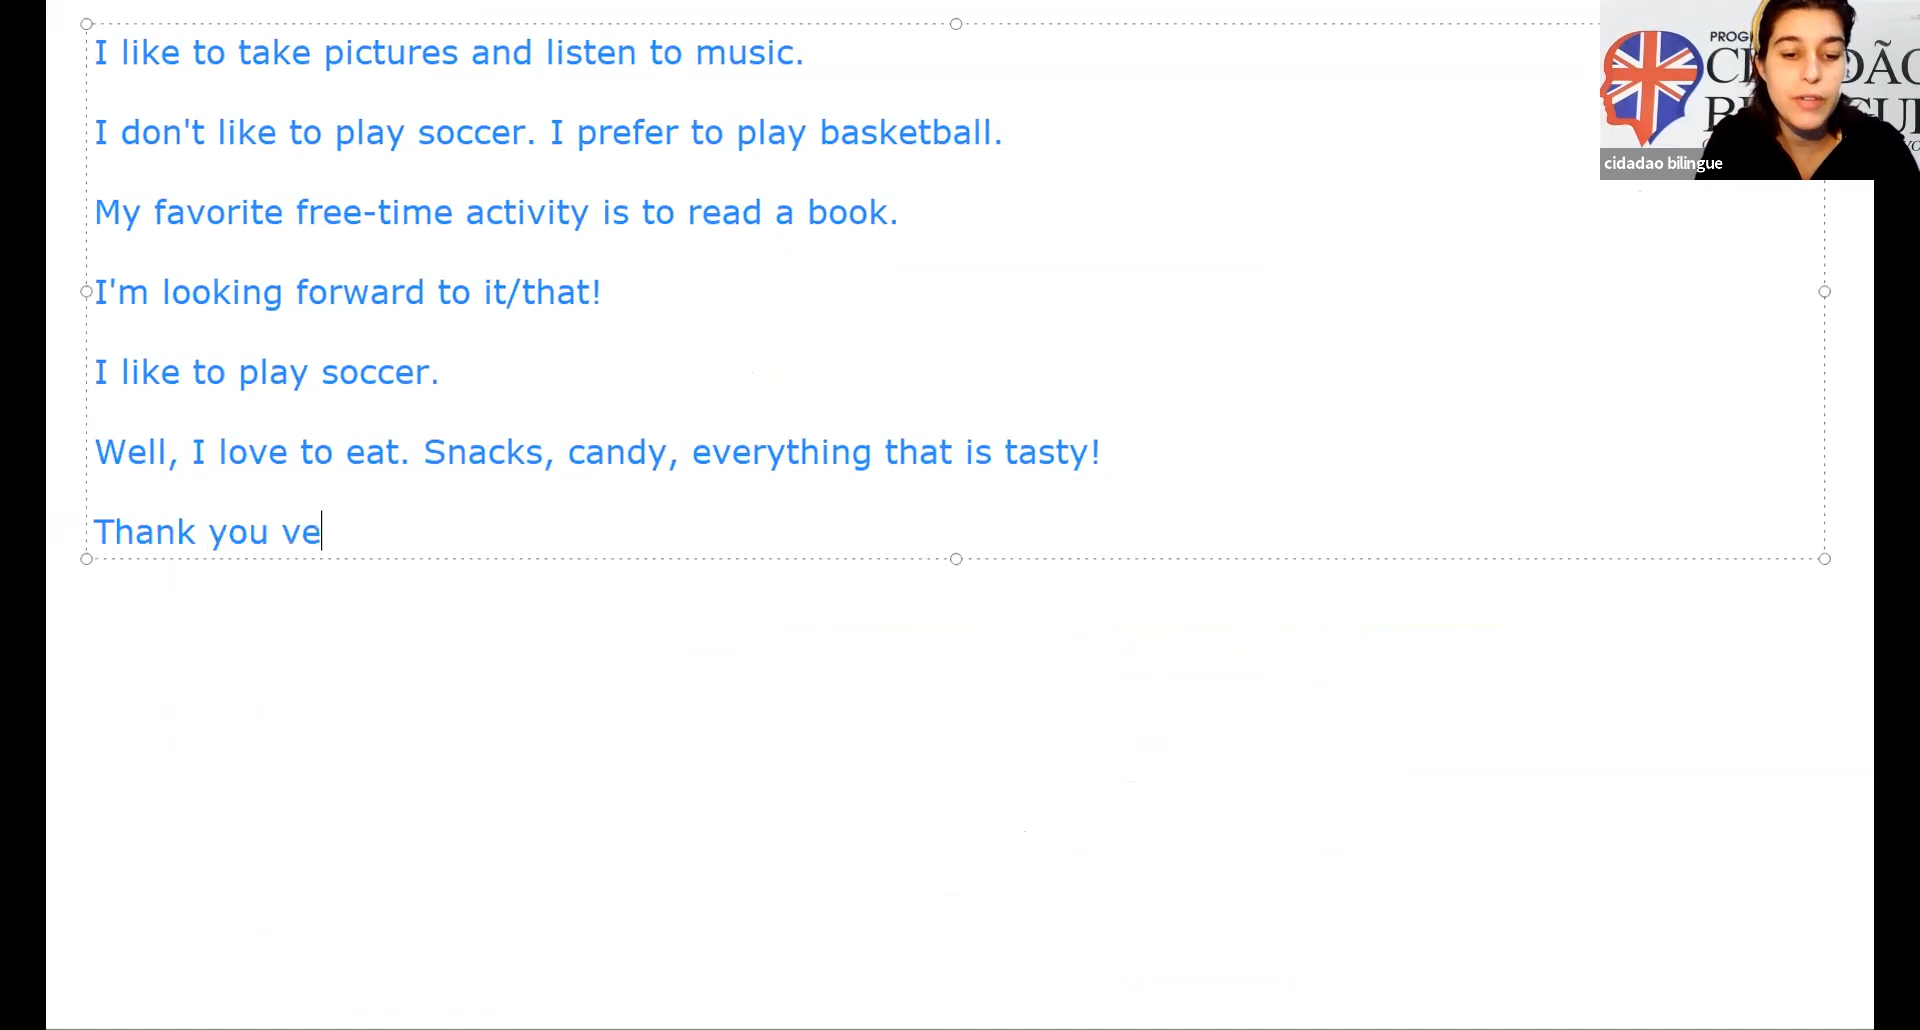 I like to take pictures and listen to music.
I don't like to play soccer. I prefer to play basketball.
My favorite free-time activity is to read a book.
I'm looking forward to it/that!
I like to play soccer.
Well, I love to eat. Snacks, candy, everything that is tasty!
Thank you ve
cidadao bilingue